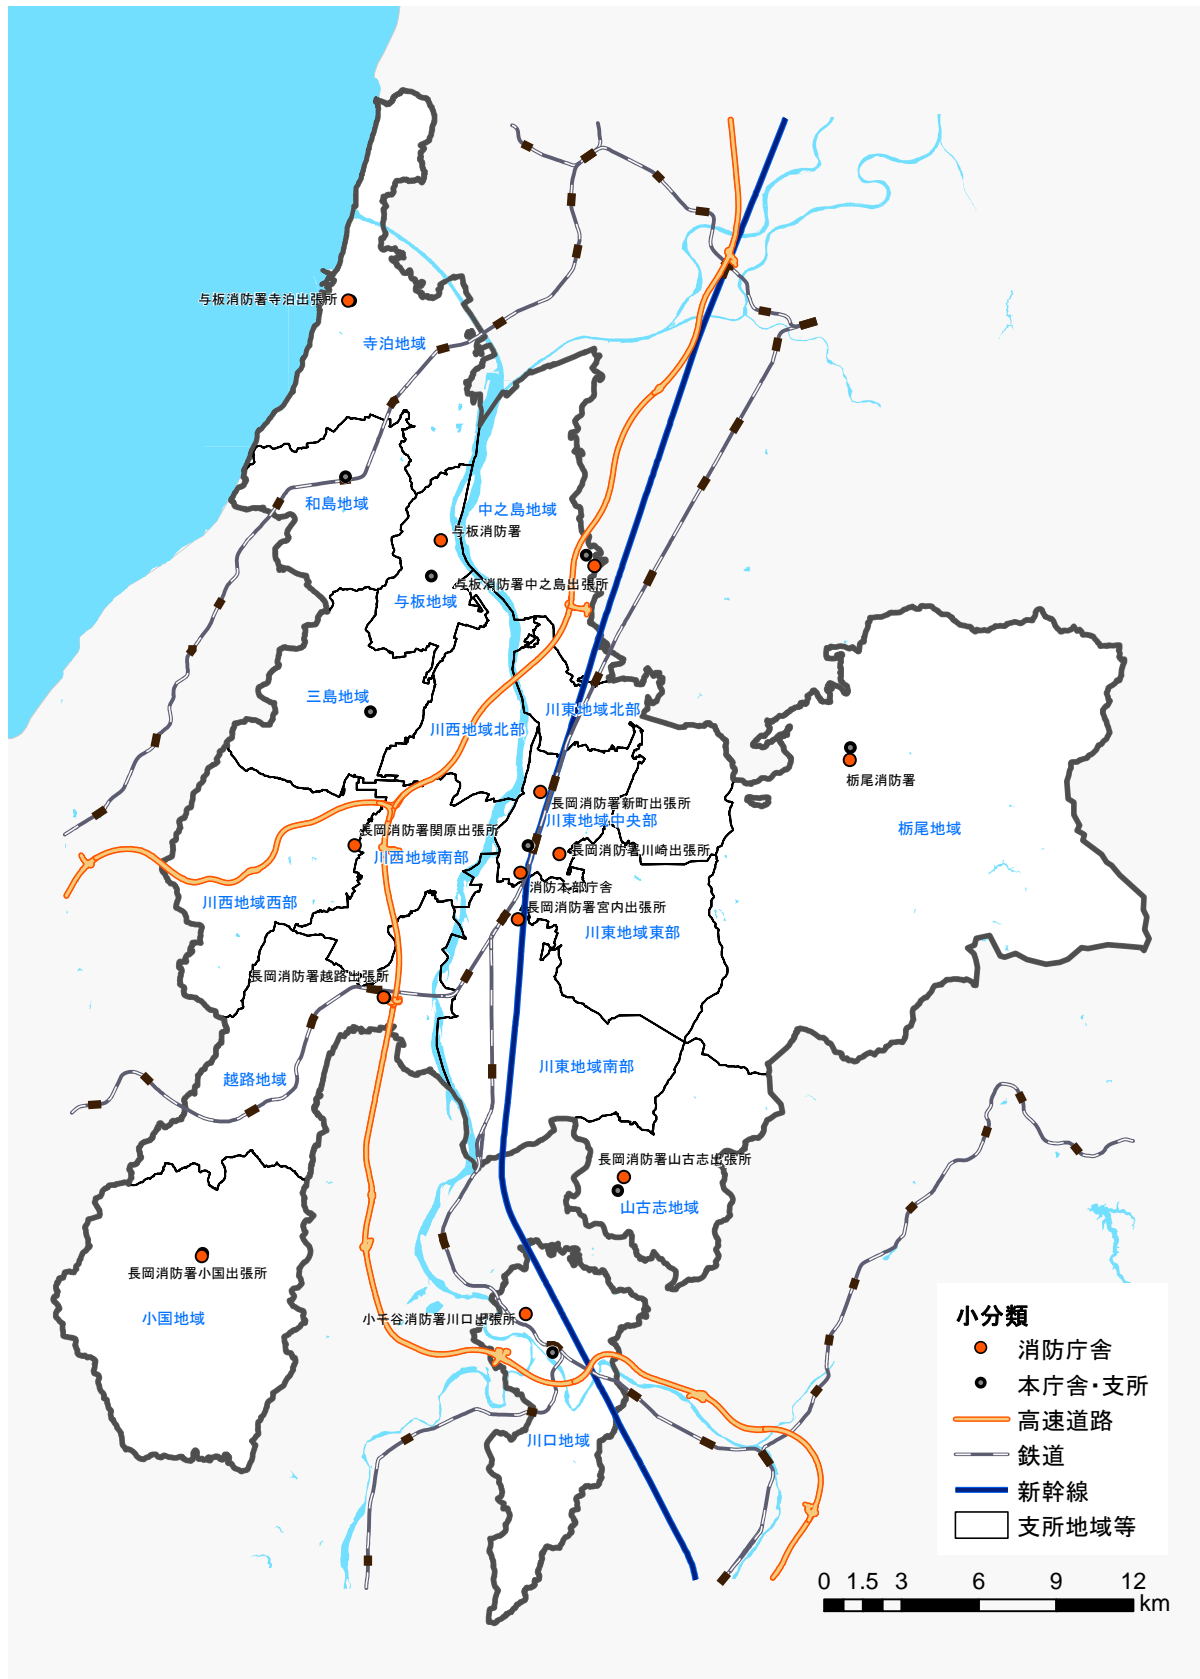 与板消防署寺泊出張所
寺泊地域
和島地域
中之島地域
与板消防署
与板消防署中之島出張所
与板地域
三島地域
川東地域北部
川西地域北部
栃尾消防署
長岡消防署新町出張所
川東地域中央部
栃尾地域
長岡消防署関原出張所
川西地域南部
長岡消防署川崎出張所
消防本部庁舎
川西地域西部
長岡消防署宮内出張所
川東地域東部
長岡消防署越路出張所
川東地域南部
越路地域
長岡消防署山古志出張所
山古志地域
長岡消防署小国出張所
小国地域
小千谷消防署川口出張所
川口地域
小分類
消防庁舎
本庁舎・支所
高速道路
鉄道
新幹線
支所地域等
0 1.5 3 6 9 12
km